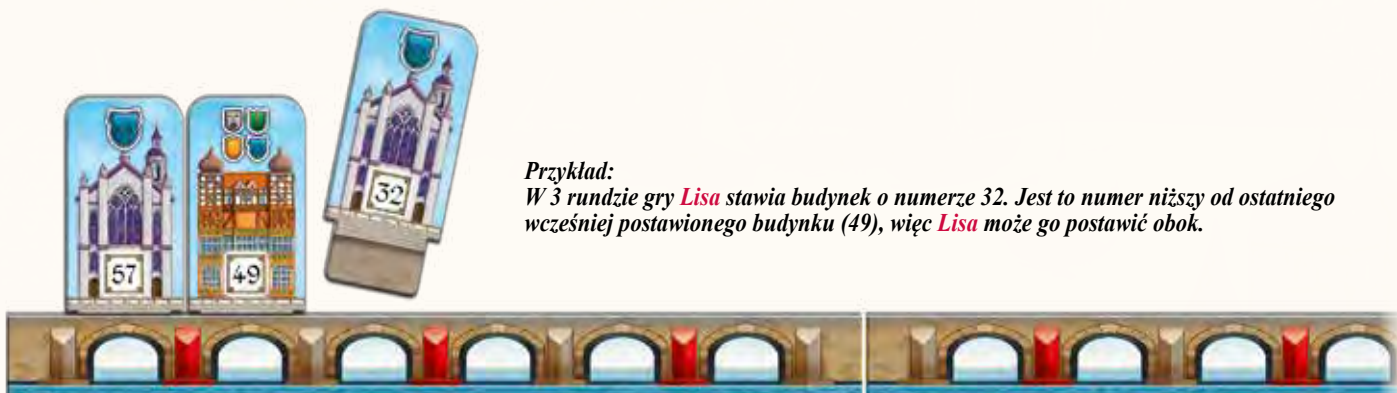 32
57
49
Przykład:
W 3 rundzie gry Lisa stawia budynek o numerze 32. Jest to numer niższy od ostatniego
wcześniej postawionego budynku (49), więc Lisa może go postawić obok.